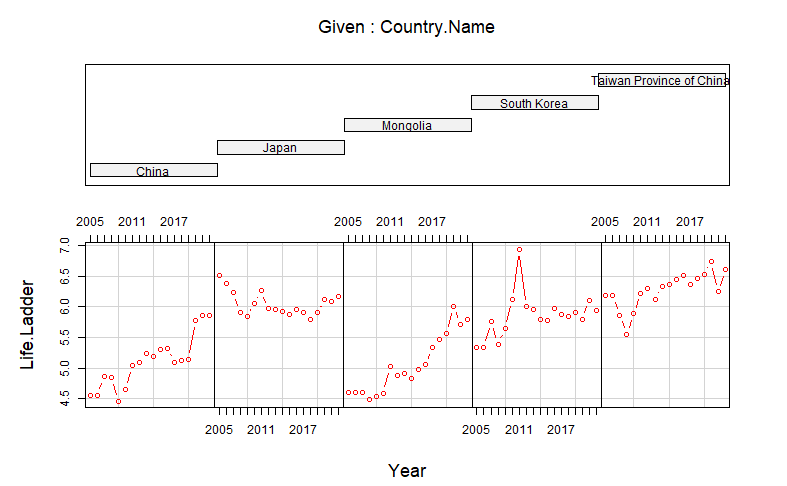 Given : Country.Name
Taiwan Province of China
South Korea
Mongolia
Japan
China
2005 2011 2017 2005 2011 2017 2005 2011 2017
7.0
6.5
6.0
5.5
5.0
4.5
Life.Ladder
2005 2011 2017 2005 2011 2017
Year